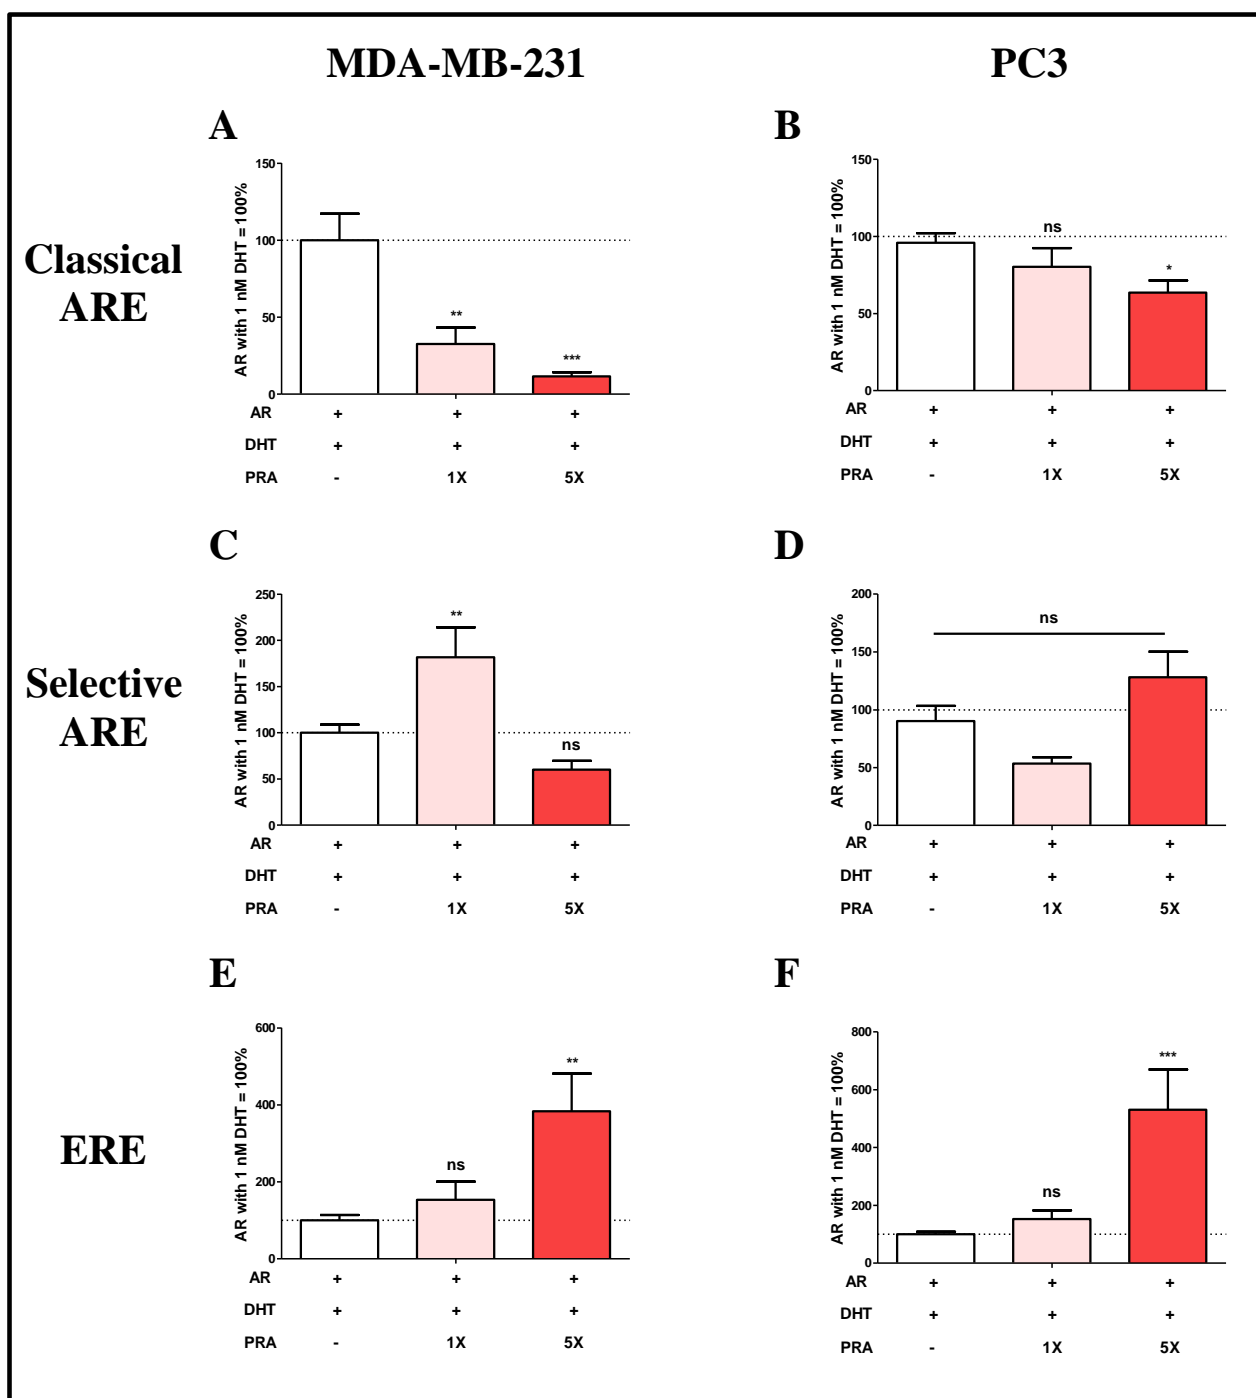 MDA-MB-231
PC3
Classical
ARE
A
AR with 1 nM DHT = 100%
150
100
50
0
**
***
AR + + +
DHT + + +
PRA - 1X 5X
B
AR with 1 nM DHT = 100%
150
100
50
0
ns
*
AR + + +
DHT + + +
PRA - 1X 5X
Selective
ARE
C
AR with 1 nM DHT = 100%
250
200
150
100
50
0
**
ns
AR + + +
DHT + + +
PRA - 1X 5X
D
AR with 1 nM DHT = 100%
200
150
100
50
0
ns
AR + + +
DHT + + +
PRA - 1X 5X
ERE
E
AR with 1 nM DHT = 100%
600
400
200
0
ns
**
AR + + +
DHT + + +
PRA - 1X 5X
F
AR with 1 nM DHT = 100%
800
600
400
200
0
ns
***
AR + + +
DHT + + +
PRA - 1X 5X